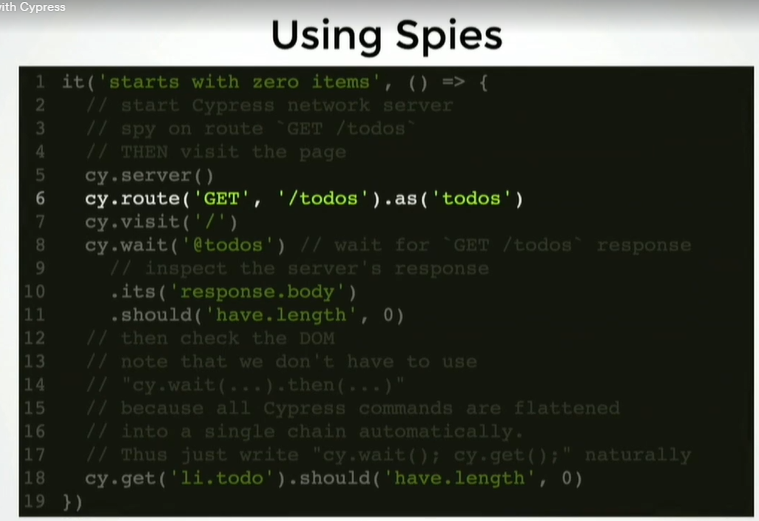 ith Cypress
Using Spies
1 it('starts with zero items', () => {
2 // start Cypress network server
3 // spy on route `GET /todos`
4 // THEN visit the page
5 cy.server()
6 cy.route('GET', '/todos').as('todos')
7 cy.visit('/')
8 cy.wait('@todos') // wait for `GET /todos` response
9 // inspect the server's response
10 .its('response.body')
11 .should('have.length', 0)
12 // then check the DOM
13 // note that we don't have to use
14 // "cy.wait(...).then(...)"
15 // because all Cypress commands are flattened
16 // into a single chain automatically.
17 // Thus just write "cy.wait(); cy.get();" naturally
18 cy.get('li.todo').should('have.length', 0)
19 })